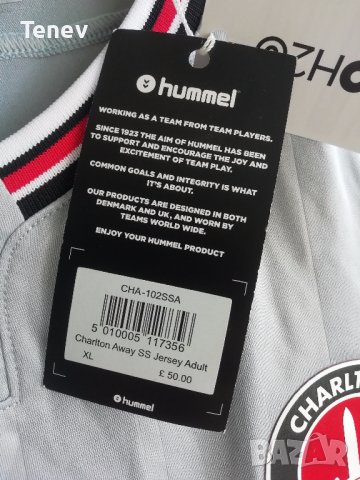 Tenev
hummel
WORKING AS A TEAM FROM TEAM PLAYERS.
SINCE 1923 THE AIM OF HUMMEL HAS BEEN
TO SUPPORT AND ENCOURAGE THE JOY AND
EXCITEMENT OF TEAM PLAY.
COMMON GOALS AND INTEGRITY IS WHAT
IT'S ABOUT.
OUR PRODUCTS ARE DESIGNED IN BOTH
DENMARK AND UK, AND WORN BY
TEAMS WORLD WIDE.
ENJOY YOUR HUMMEL PRODUCT
CHA-102SSA
5 010005 117356
Charlton Away SS Jersey Adult
XL
£ 50.00
hummel
CHARLT
BAZAR